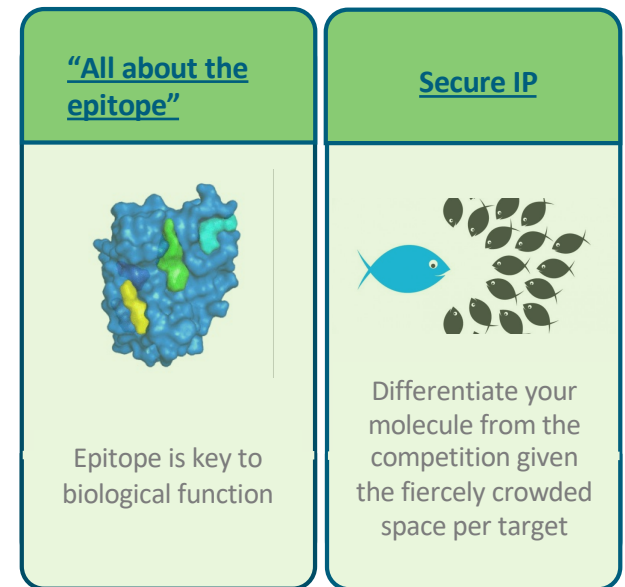 “All about the
epitope”
Epitope is key to
biological function
Secure IP
Differentiate your
molecule from the
competition given
the fiercely crowded
space per target